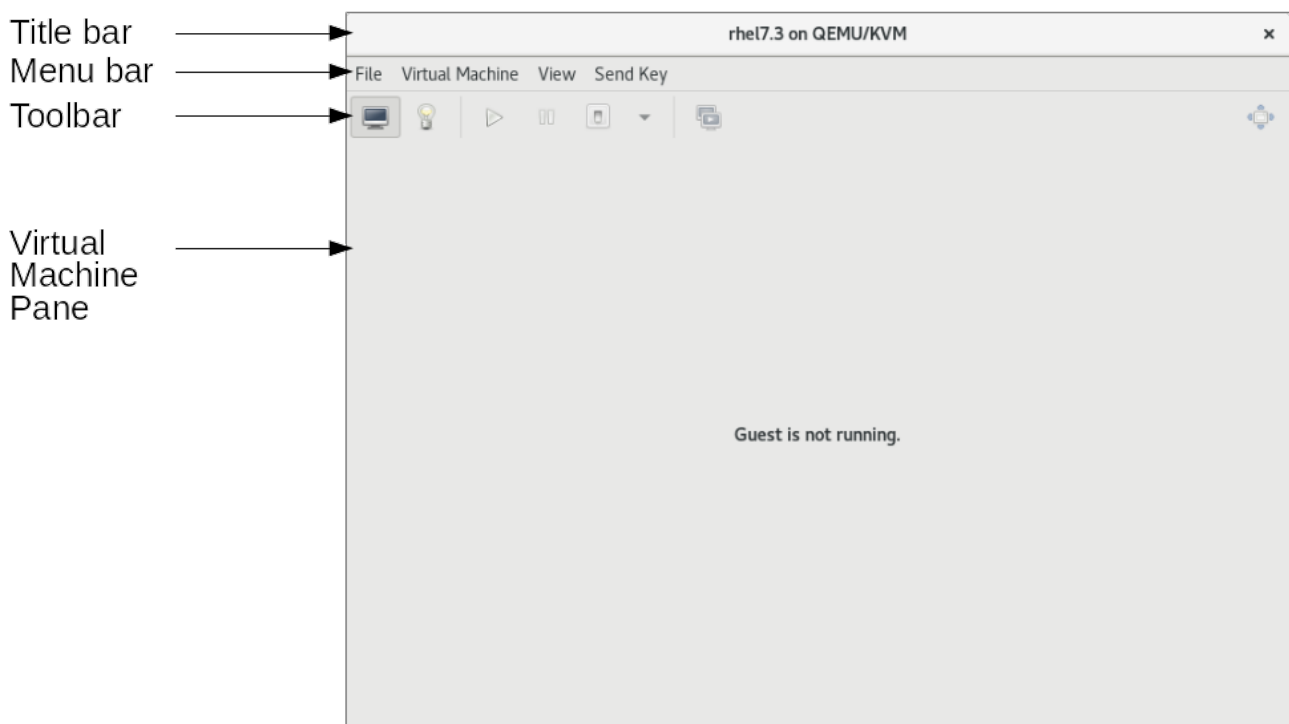 Title bar
rhel7.3 on QEMU/KVM
×
Menu bar
File Virtual Machine View Send Key
Toolbar
Virtual
Machine
Pane
Guest is not running.